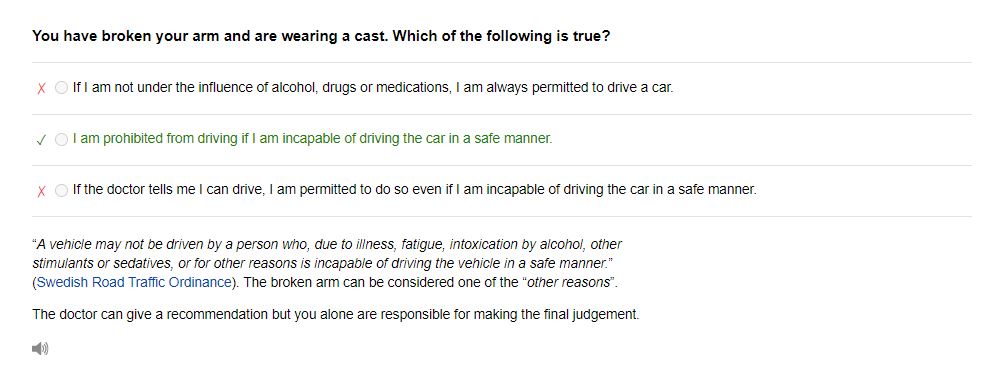 You have broken your arm and are wearing a cast. Which of the following is true?
If I am not under the influence of alcohol, drugs or medications, I am always permitted to drive a car.
I am prohibited from driving if I am incapable of driving the car in a safe manner.
If the doctor tells me I can drive, I am permitted to do so even if I am incapable of driving the car in a safe manner.
“A vehicle may not be driven by a person who, due to illness, fatigue, intoxication by alcohol, other
stimulants or sedatives, or for other reasons is incapable of driving the vehicle in a safe manner.”
(Swedish Road Traffic Ordinance). The broken arm can be considered one of the “other reasons”.
The doctor can give a recommendation but you alone are responsible for making the final judgement.